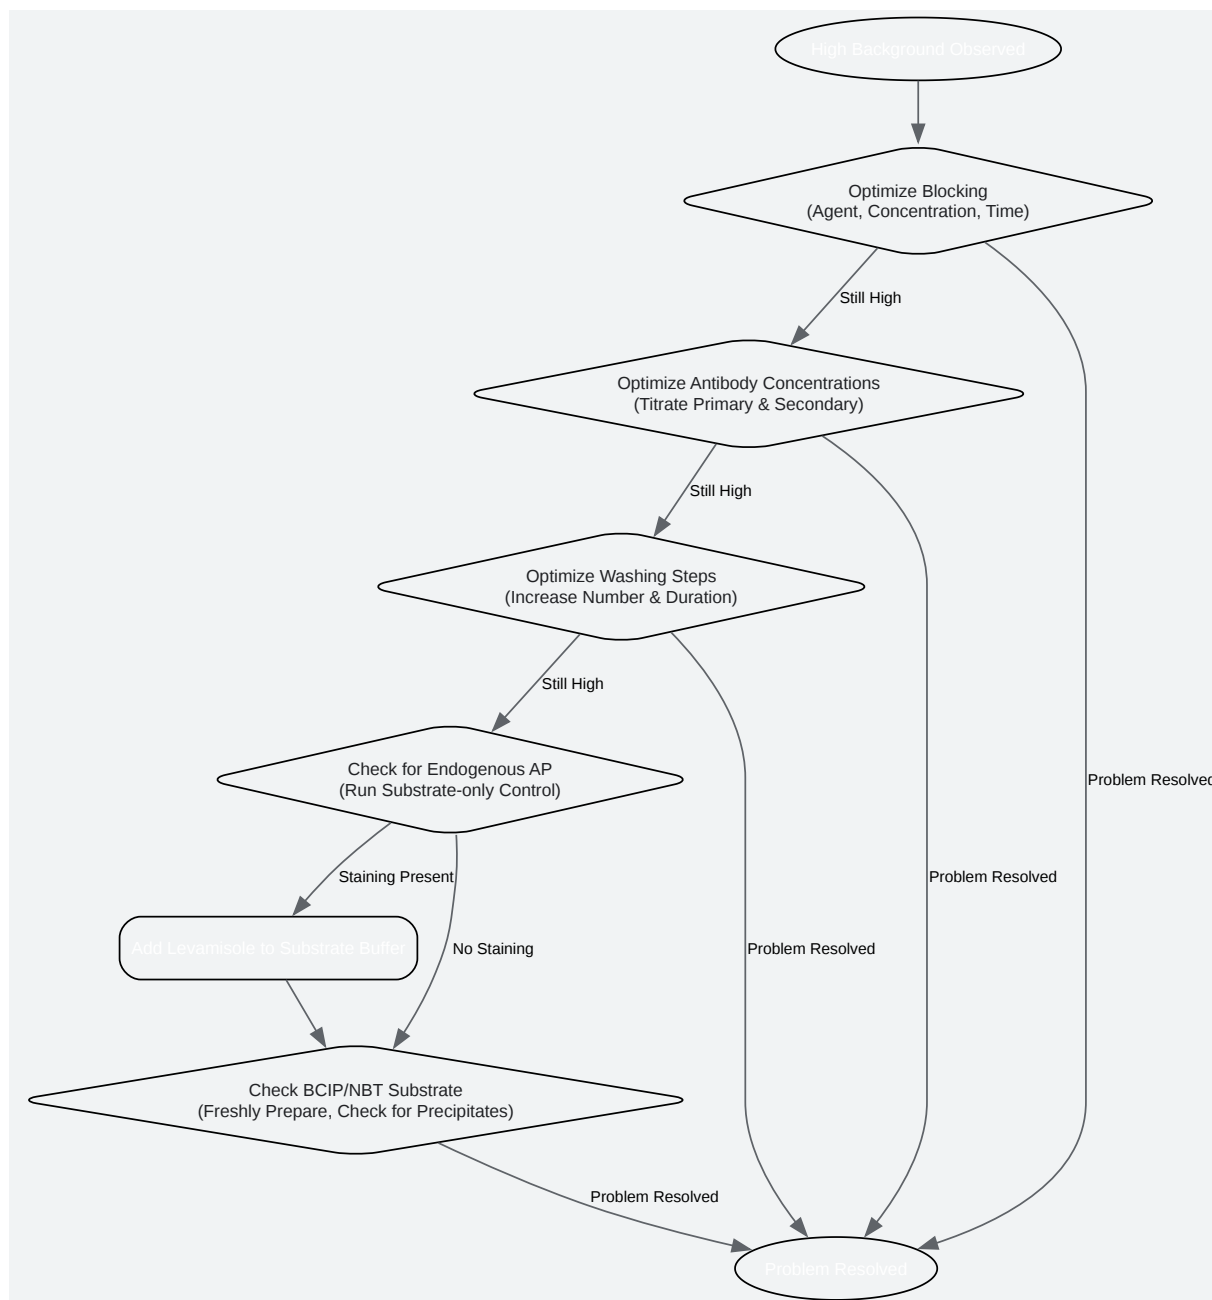 High Background Observed
Optimize Blocking
(Agent, Concentration, Time)
Still High
Optimize Antibody Concentrations
(Titrate Primary & Secondary)
Still High
Optimize Washing Steps
(Increase Number & Duration)
Still High
Check for Endogenous AP
(Run Substrate-only Control)
Problem Resolved
Staining Present
Problem Resolved
Add Levamisole to Substrate Buffer
No Staining
Problem Resolved
Check BCIP/NBT Substrate
(Freshly Prepare, Check for Precipitates)
Problem Resolved
Problem Resolved